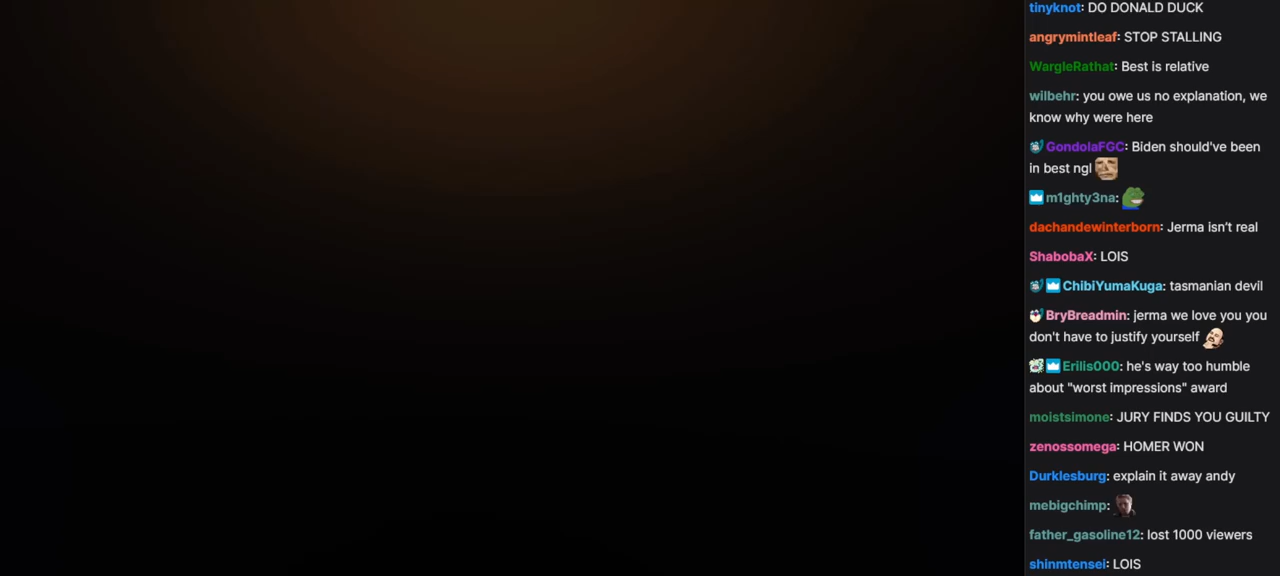 tinyknot: DO DONALD DUCK
angrymintleaf: STOP STALLING
WargleRathat: Best is relative
wilbehr: you owe us no explanation, we
know why were here
GondolaFGC: Biden should've been
in best ngl
m1ghty3na:
dachandewinterborn: Jerma isn’t real
ShabobaX: LOIS
ChibiYumaKuga: tasmanian devil
BryBreadmin: jerma we love you you
don't have to justify yourself
Erilis000: he's way too humble
about "worst impressions" award
moistsimone: JURY FINDS YOU GUILTY
zenossomega: HOMER WON
Durklesburg: explain it away andy
mebigchimp:
father_gasoline12: lost 1000 viewers
shinmtensei: LOIS